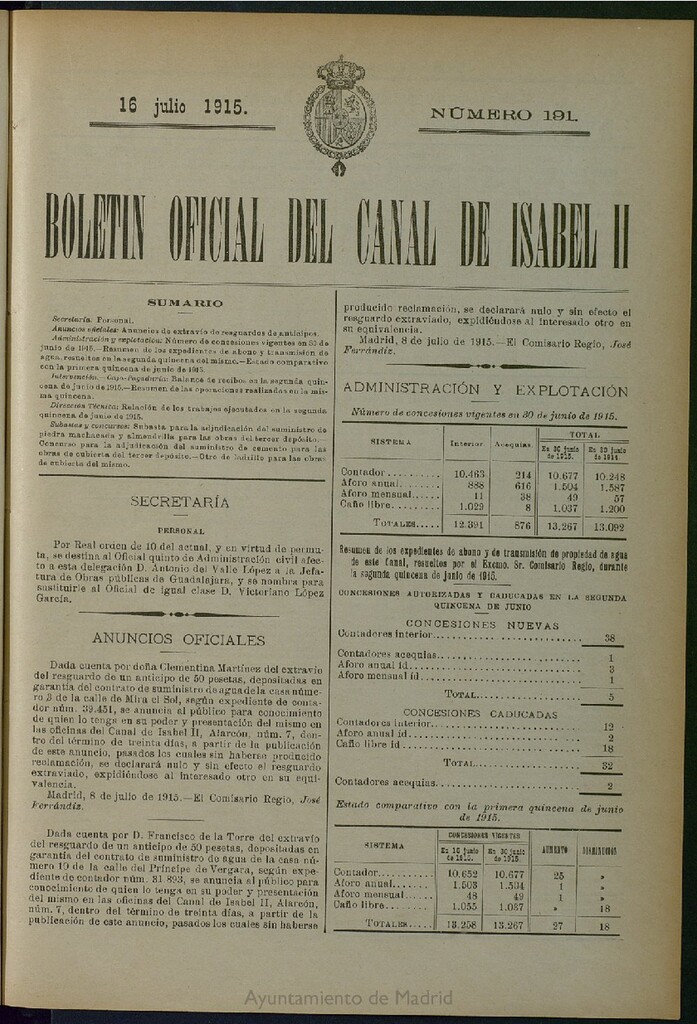 16 julio 1915.
NÚMERO 191.
BOLETIN OFICIAL DEL CANAL DE ISABEL II
SUMARIO
Secretaría: Personal.
Anuncios oficiales: Anuncios de extravío de resguardos de anticipos.
Administración y explotación: Número de concesiones vigentes en 30 de
junio de 1915.—Resumen de los expedientes de abono y transmisión de
agua, resueltos en la segunda quincena del mismo.—Estado comparativo
con la primera quincena de junio de 1915.
Intervención.—Caja-Pagaduría: Balance de recibos en la segunda quin-
cena de junio de 1915.—Resumen de las operaciones realizadas en la mis-
ma quincena.
Dirección Técnica: Relación de los trabajos ejecutados en la segunda
quincena de junio de 1915.
Subastas y concursos: Subasta para la adjudicación del suministro de
piedra machacada y almendrilla para las obras del tercer depósito.—
Concurso para la adjudicación del suministro de cemento para las
obras de cubierta del tercer depósito.—Otro de ladrillo para las obras
de cubierta del mismo.
SECRETARÍA
PERSONAL
Por Real orden de 10 del actual, y en virtud de permu-
ta, se destina al Oficial quinto de Administración civil afec-
to a esta delegación D. Antonio del Valle López a la Jefa-
tura de Obras públicas de Guadalajara, y se nombra para
sustituirle al Oficial de igual clase D. Victoriano López
García.
ANUNCIOS OFICIALES
Dada cuenta por doña Clementina Martínez del extravío
del resguardo de un anticipo de 50 pesetas, depositadas en
garantía del contrato de suministro de agua de la casa núme-
ro 3 de la calle de Mira el Sol, según expediente de conta-
dor núm. 39.451, se anuncia al público para conocimiento
de quien lo tenga en su poder y presentación del mismo en
las oficinas del Canal de Isabel II, Alarcón, núm. 7, den-
tro del término de treinta días, a partir de la publicación
de este anuncio, pasados los cuales sin haberse producido
reclamación, se declarará nulo y sin efecto el resguardo
extraviado, expidiéndose al interesado otro en su equi-
valencia.
Madrid, 8 de julio de 1915.—El Comisario Regio, José
Ferrándiz.
Dada cuenta por D. Francisco de la Torre del extravío
del resguardo de un anticipo de 50 pesetas, depositadas en
garantía del contrato de suministro de agua de la casa nú-
mero 10 de la calle del Príncipe de Vergara, según expe-
diente de contador núm. 31.893, se anuncia al público para
conocimiento de quien lo tenga en su poder y presentación
del mismo en las oficinas del Canal de Isabel II, Alarcón,
núm. 7, dentro del término de treinta días, a partir de la
publicación de este anuncio, pasados los cuales sin haberse
producido reclamación, se declarará nulo y sin efecto el
resguardo extraviado, expidiéndose al interesado otro en
su equivalencia.
Madrid, 8 de julio de 1915.—El Comisario Regio, José
Ferrándiz.
ADMINISTRACIÓN Y EXPLOTACIÓN
Número de concesiones vigentes en 30 de junio de 1915.
SISTEMA Interior. Acequias. TOTAL
En 30 junio de 1915. En 30 junio de 1914
Contador 10.463 214 10.677 10.248
Aforo anual 888 616 1.504 1.587
Aforo mensual 11 38 49 57
Caño libre 1.029 8 1.037 1.200
TOTALES 12.391 876 13.267 13.092
Resumen de los expedientes de abono y de transmisión de propiedad de agua
de este Canal, resueltos por el Excmo. Sr. Comisario Regio, durante
la segunda quincena de junio de 1915.
CONCESIONES AUTORIZADAS Y CADUCADAS EN LA SEGUNDA
QUINCENA DE JUNIO
CONCESIONES NUEVAS
Contadores interior 38
Contadores acequias 1
Aforo anual íd 3
Aforo mensual íd 1
TOTAL 5
CONCESIONES CADUCADAS
Contadores interior 12
Aforo anual íd 2
Caño libre íd 18
TOTAL 32
Contadores acequias 2
Estado comparativo con la primera quincena de junio
de 1915.
SISTEMA CONCESIONES VIGENTES AUMENTO DISMINUCIÓN
En 15 junio de 1915. En 30 junio de 1915.
Contador 10.652 10.677 25 »
Aforo anual 1.503 1.504 1 »
Aforo mensual 48 49 1 »
Caño libre 1.055 1.037 » 18
TOTALES 13.258 13.267 27 18
Ayuntamiento de Madrid